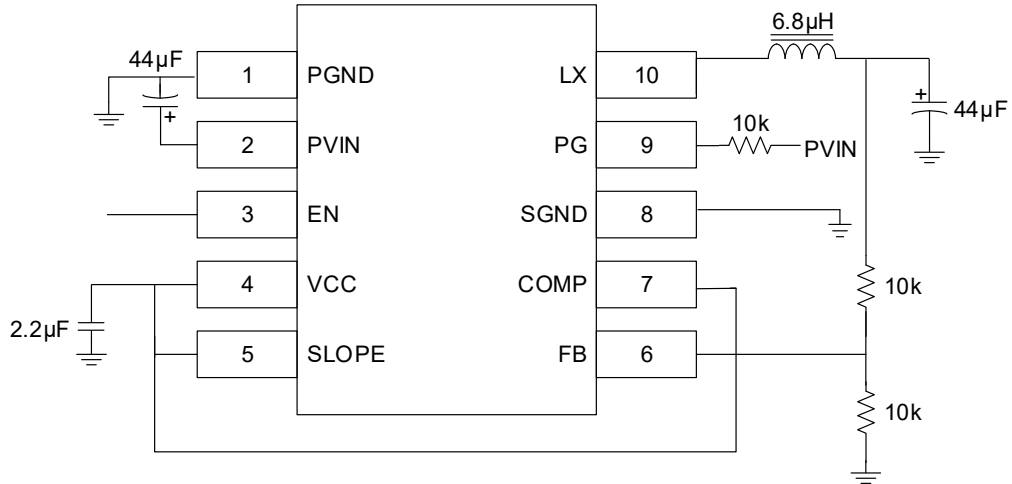 6.8µH
44µF
1 PGND LX 10
44µF
10k
2 PVIN PG 9 PVIN
3 EN SGND 8
4 VCC COMP 7
10k
2.2µF
5 SLOPE FB 6
10k
+
+